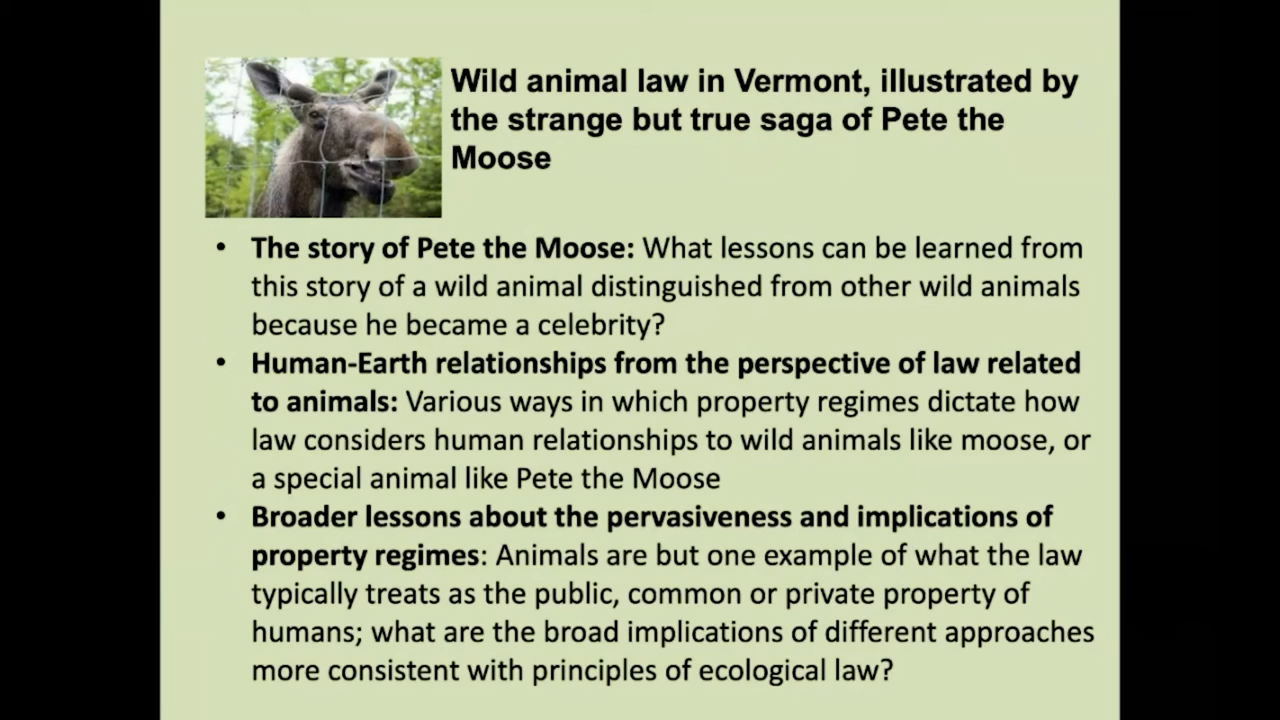 Wild animal law in Vermont, illustrated by
the strange but true saga of Pete the
Moose
• The story of Pete the Moose: What lessons can be learned from
this story of a wild animal distinguished from other wild animals
because he became a celebrity?
• Human-Earth relationships from the perspective of law related
to animals: Various ways in which property regimes dictate how
law considers human relationships to wild animals like moose, or
a special animal like Pete the Moose
• Broader lessons about the pervasiveness and implications of
property regimes: Animals are but one example of what the law
typically treats as the public, common or private property of
humans; what are the broad implications of different approaches
more consistent with principles of ecological law?